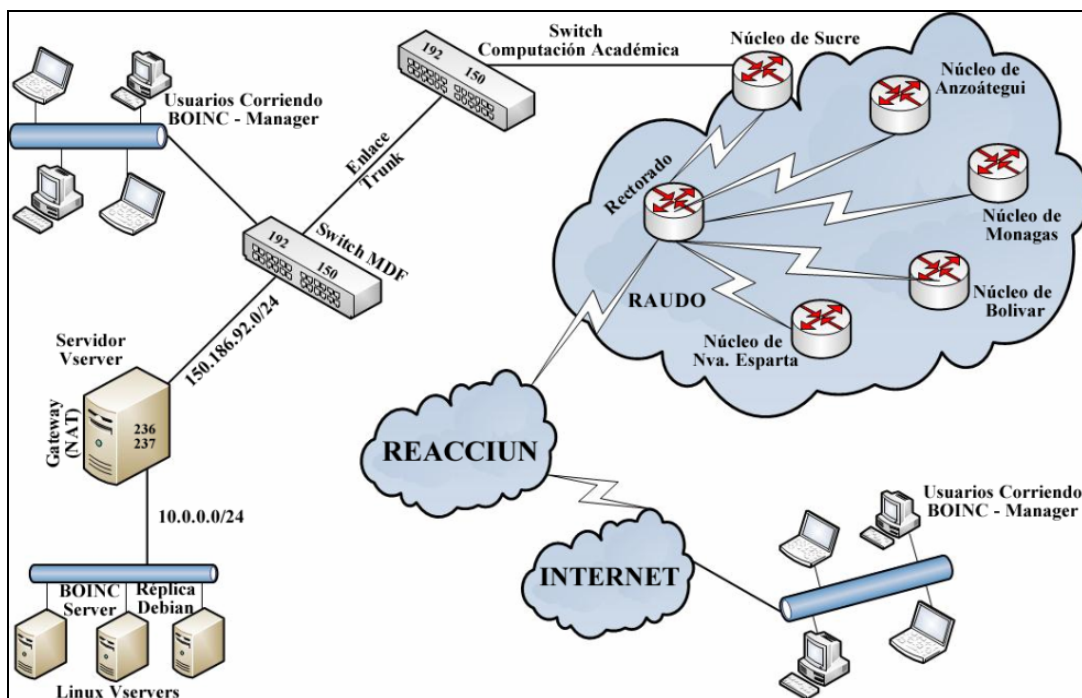 Switch
Computación Académica
192
150
Núcleo de Sucre
Núcleo de
Anzoátegui
Usuarios Corriendo
BOINC - Manager
Enlace
Trunk
Rectorado
Núcleo de
Monagas
192
150
Switch MDF
RAUDO
Núcleo de
Bolivar
Núcleo de
Nva. Esparta
Servidor
Vserver
150.186.92.0/24
Gateway
(NAT)
236
237
REACCIUN
10.0.0.0/24
Usuarios Corriendo
BOINC - Manager
INTERNET
BOINC
Server
Réplica
Debian
Linux Vservers